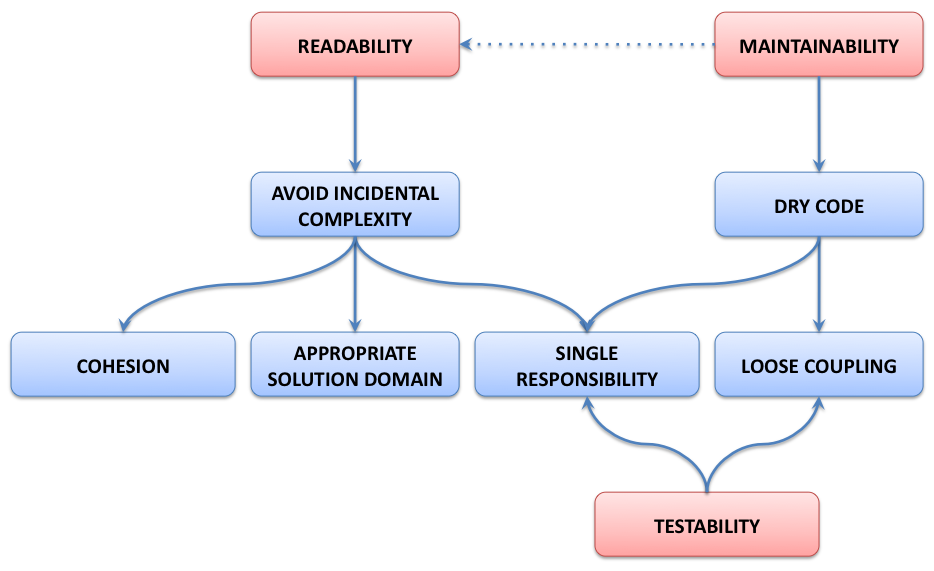 READABILITY
MAINTAINABILITY
AVOID INCIDENTAL
COMPLEXITY
DRY CODE
COHESION
APPROPRIATE
SOLUTION DOMAIN
SINGLE
RESPONSIBILITY
LOOSE COUPLING
TESTABILITY